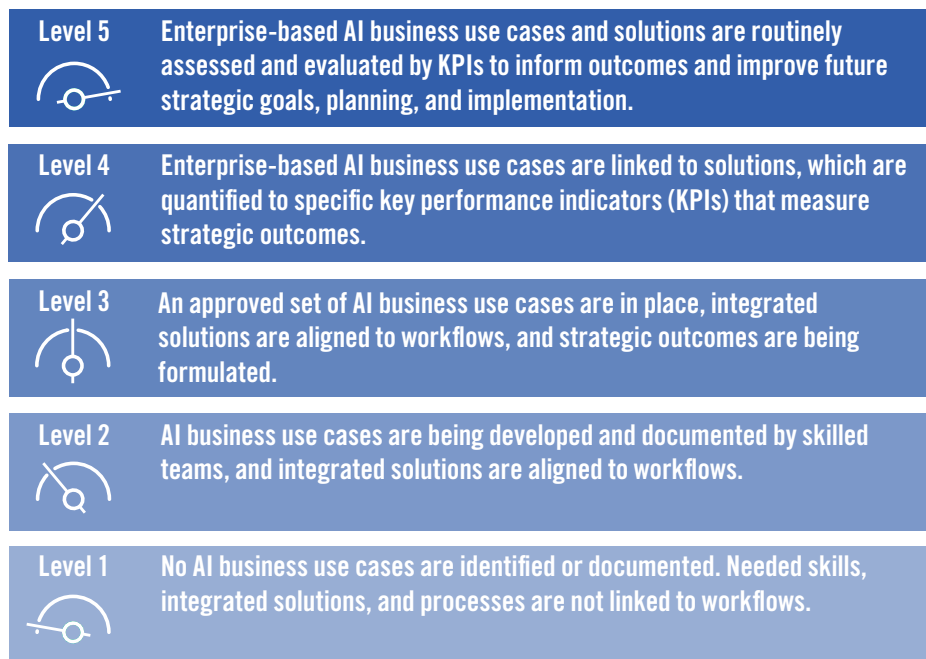 Level 5
Enterprise-based AI business use cases and solutions are routinely
assessed and evaluated by KPIs to inform outcomes and improve future
strategic goals, planning, and implementation.
Level 4
Enterprise-based AI business use cases are linked to solutions, which are
quantified to specific key performance indicators (KPIs) that measure
strategic outcomes.
Level 3
An approved set of AI business use cases are in place, integrated
solutions are aligned to workflows, and strategic outcomes are being
formulated.
Level 2
AI business use cases are being developed and documented by skilled
teams, and integrated solutions are aligned to workflows.
Level 1
No AI business use cases are identified or documented. Needed skills,
integrated solutions, and processes are not linked to workflows.